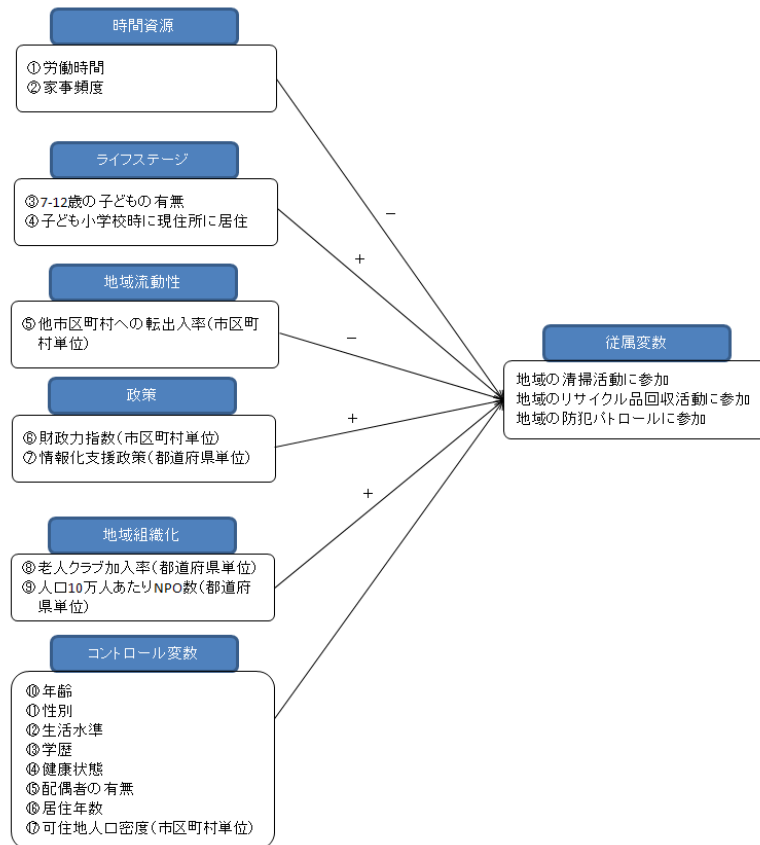 時間資源
①労働時間
②家事頻度
ライフステージ
③7-12歳の子どもの有無
④子ども小学校時に現住所に居住
－
＋
地域流動性
⑤他市区町村への転出入率(市区町
村単位)
－
従属変数
地域の清掃活動に参加
地域のリサイクル品回収活動に参加
地域の防犯パトロールに参加
政策
⑥財政力指数(市区町村単位)
⑦情報化支援政策(都道府県単位)
＋
＋
地域組織化
⑧老人クラブ加入率(都道府県単位)
⑨人口10万人あたりNPO数(都道府
県単位)
コントロール変数
⑩年齢
⑪性別
⑫生活水準
⑬学歴
⑭健康状態
⑮配偶者の有無
⑯居住年数
⑰可住地人口密度(市区町村単位)